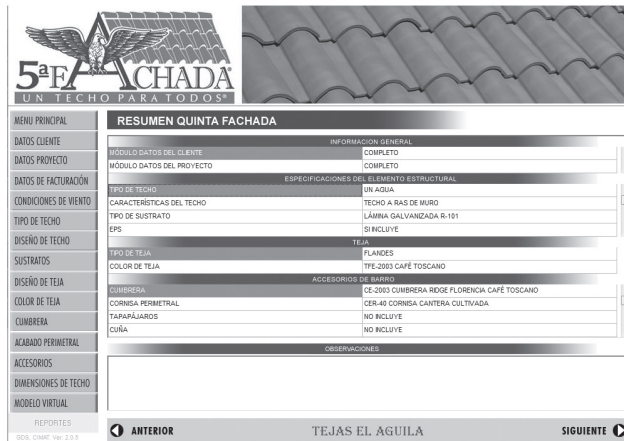 5ªFACHADA
UN TECHO PARA TODOS®
RESUMEN QUINTA FACHADA
MENU PRINCIPAL
DATOS CLIENTE
DATOS PROYECTO
DATOS DE FACTURACIÓN
CONDICIONES DE VIENTO
TIPO DE TECHO
DISEÑO DE TECHO
SUSTRATOS
DISEÑO DE TEJA
COLOR DE TEJA
CUMBRERA
ACABADO PERIMETRAL
ACCESORIOS
DIMENSIONES DE TECHO
MODELO VIRTUAL
REPORTES
GOS, CIMAT. Ver: 2.0.5
INFORMACION GENERAL
MÓDULO DATOS DEL CLIENTE COMPLETO
MÓDULO DATOS DEL PROYECTO COMPLETO
ESPECIFICACIONES DEL ELEMENTO ESTRUCTURAL
TIPO DE TECHO UN AGUA
CARACTERÍSTICAS DEL TECHO TECHO A RAS DE MURO
TIPO DE SUSTRATO LÁMINA GALVANIZADA R-101
EPS SI INCLUYE
TEJA
TIPO DE TEJA FLANDES
COLOR DE TEJA TFE-2003 CAFÉ TOSCANO
ACCESORIOS DE BARRO
CUMBRERA CE-2003 CUMBRERA RIDGE FLORENCIA CAFÉ TOSCANO
CORNISA PERIMETRAL CER-40 CORNISA CANTERA CULTIVADA
TAPAPÁJAROS NO INCLUYE
CUÑA NO INCLUYE
OBSERVACIONES
ANTERIOR TEJAS EL AGUILA SIGUIENTE